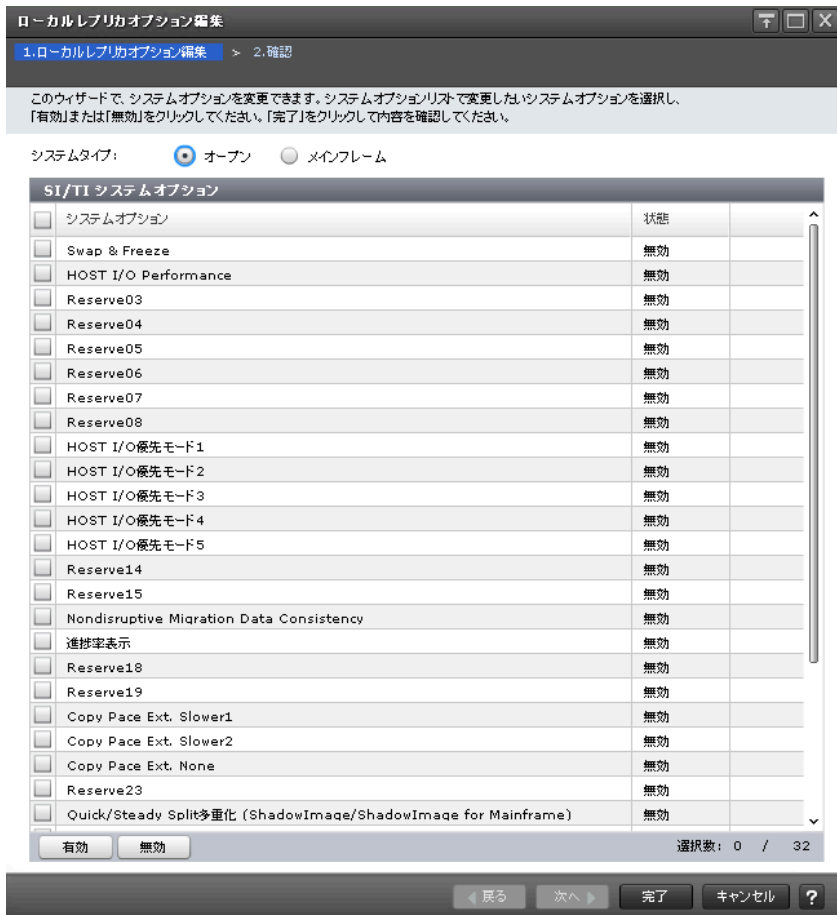 ローカルレプリカオプション編集
1.ローカルレプリカオプション編集 > 2.確認
このウィザードで、システムオプションを変更できます。システムオプションリストで変更したいシステムオプションを選択し、
「有効」または「無効」をクリックしてください。「完了」をクリックして内容を確認してください。
システムタイプ: オープン メインフレーム
SI/TI システムオプション
システムオプション 状態
Swap & Freeze 無効
HOST I/O Performance 無効
Reserve03 無効
Reserve04 無効
Reserve05 無効
Reserve06 無効
Reserve07 無効
Reserve08 無効
HOST I/O優先モード1 無効
HOST I/O優先モード2 無効
HOST I/O優先モード3 無効
HOST I/O優先モード4 無効
HOST I/O優先モード5 無効
Reserve14 無効
Reserve15 無効
Nondisruptive Migration Data Consistency 無効
進捗率表示 無効
Reserve18 無効
Reserve19 無効
Copy Pace Ext. Slower1 無効
Copy Pace Ext. Slower2 無効
Copy Pace Ext. None 無効
Reserve23 無効
Quick/Steady Split多重化 (ShadowImage/ShadowImage for Mainframe) 無効
有効 無効 選択数: 0 / 32
戻る 次へ 完了 キャンセル ?